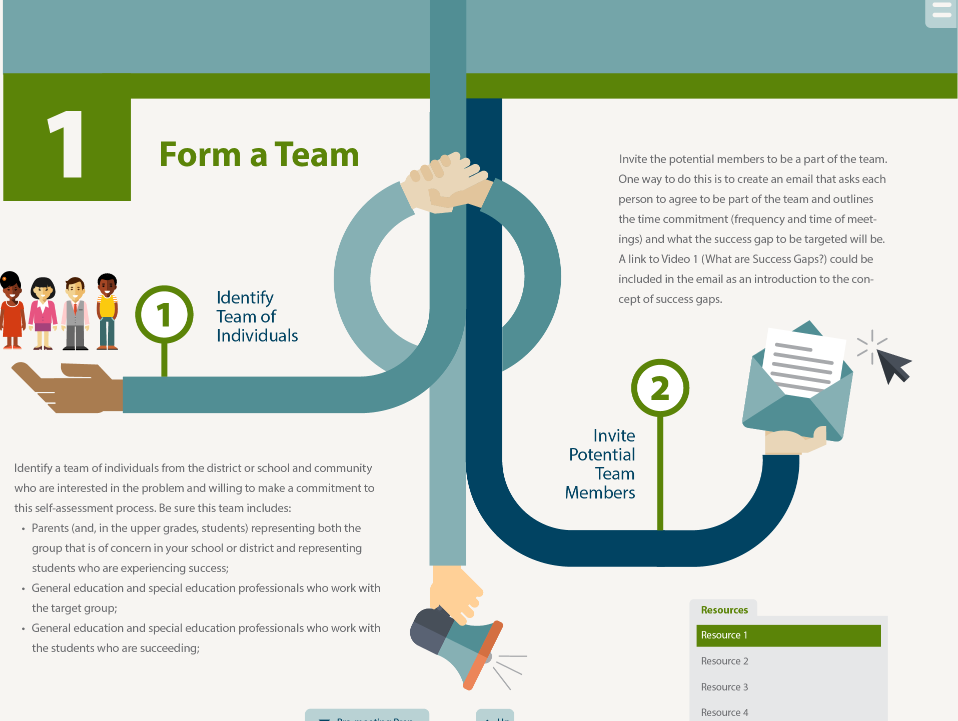 1
Form a Team
Invite the potential members to be a part of the team.
One way to do this is to create an email that asks each
person to agree to be part of the team and outlines
the time commitment (frequency and time of meet-
ings) and what the success gap to be targeted will be.
A link to Video 1 (What are Success Gaps?) could be
included in the email as an introduction to the con-
cept of success gaps.
1
Identify
Team of
Individuals
2
Invite
Potential
Team
Members
Identify a team of individuals from the district or school and community
who are interested in the problem and willing to make a commitment to
this self-assessment process. Be sure this team includes:
• Parents (and, in the upper grades, students) representing both the
group that is of concern in your school or district and representing
students who are experiencing success;
• General education and special education professionals who work with
the target group;
• General education and special education professionals who work with
the students who are succeeding;
Resources
Resource 1
Resource 2
Resource 3
Resource 4